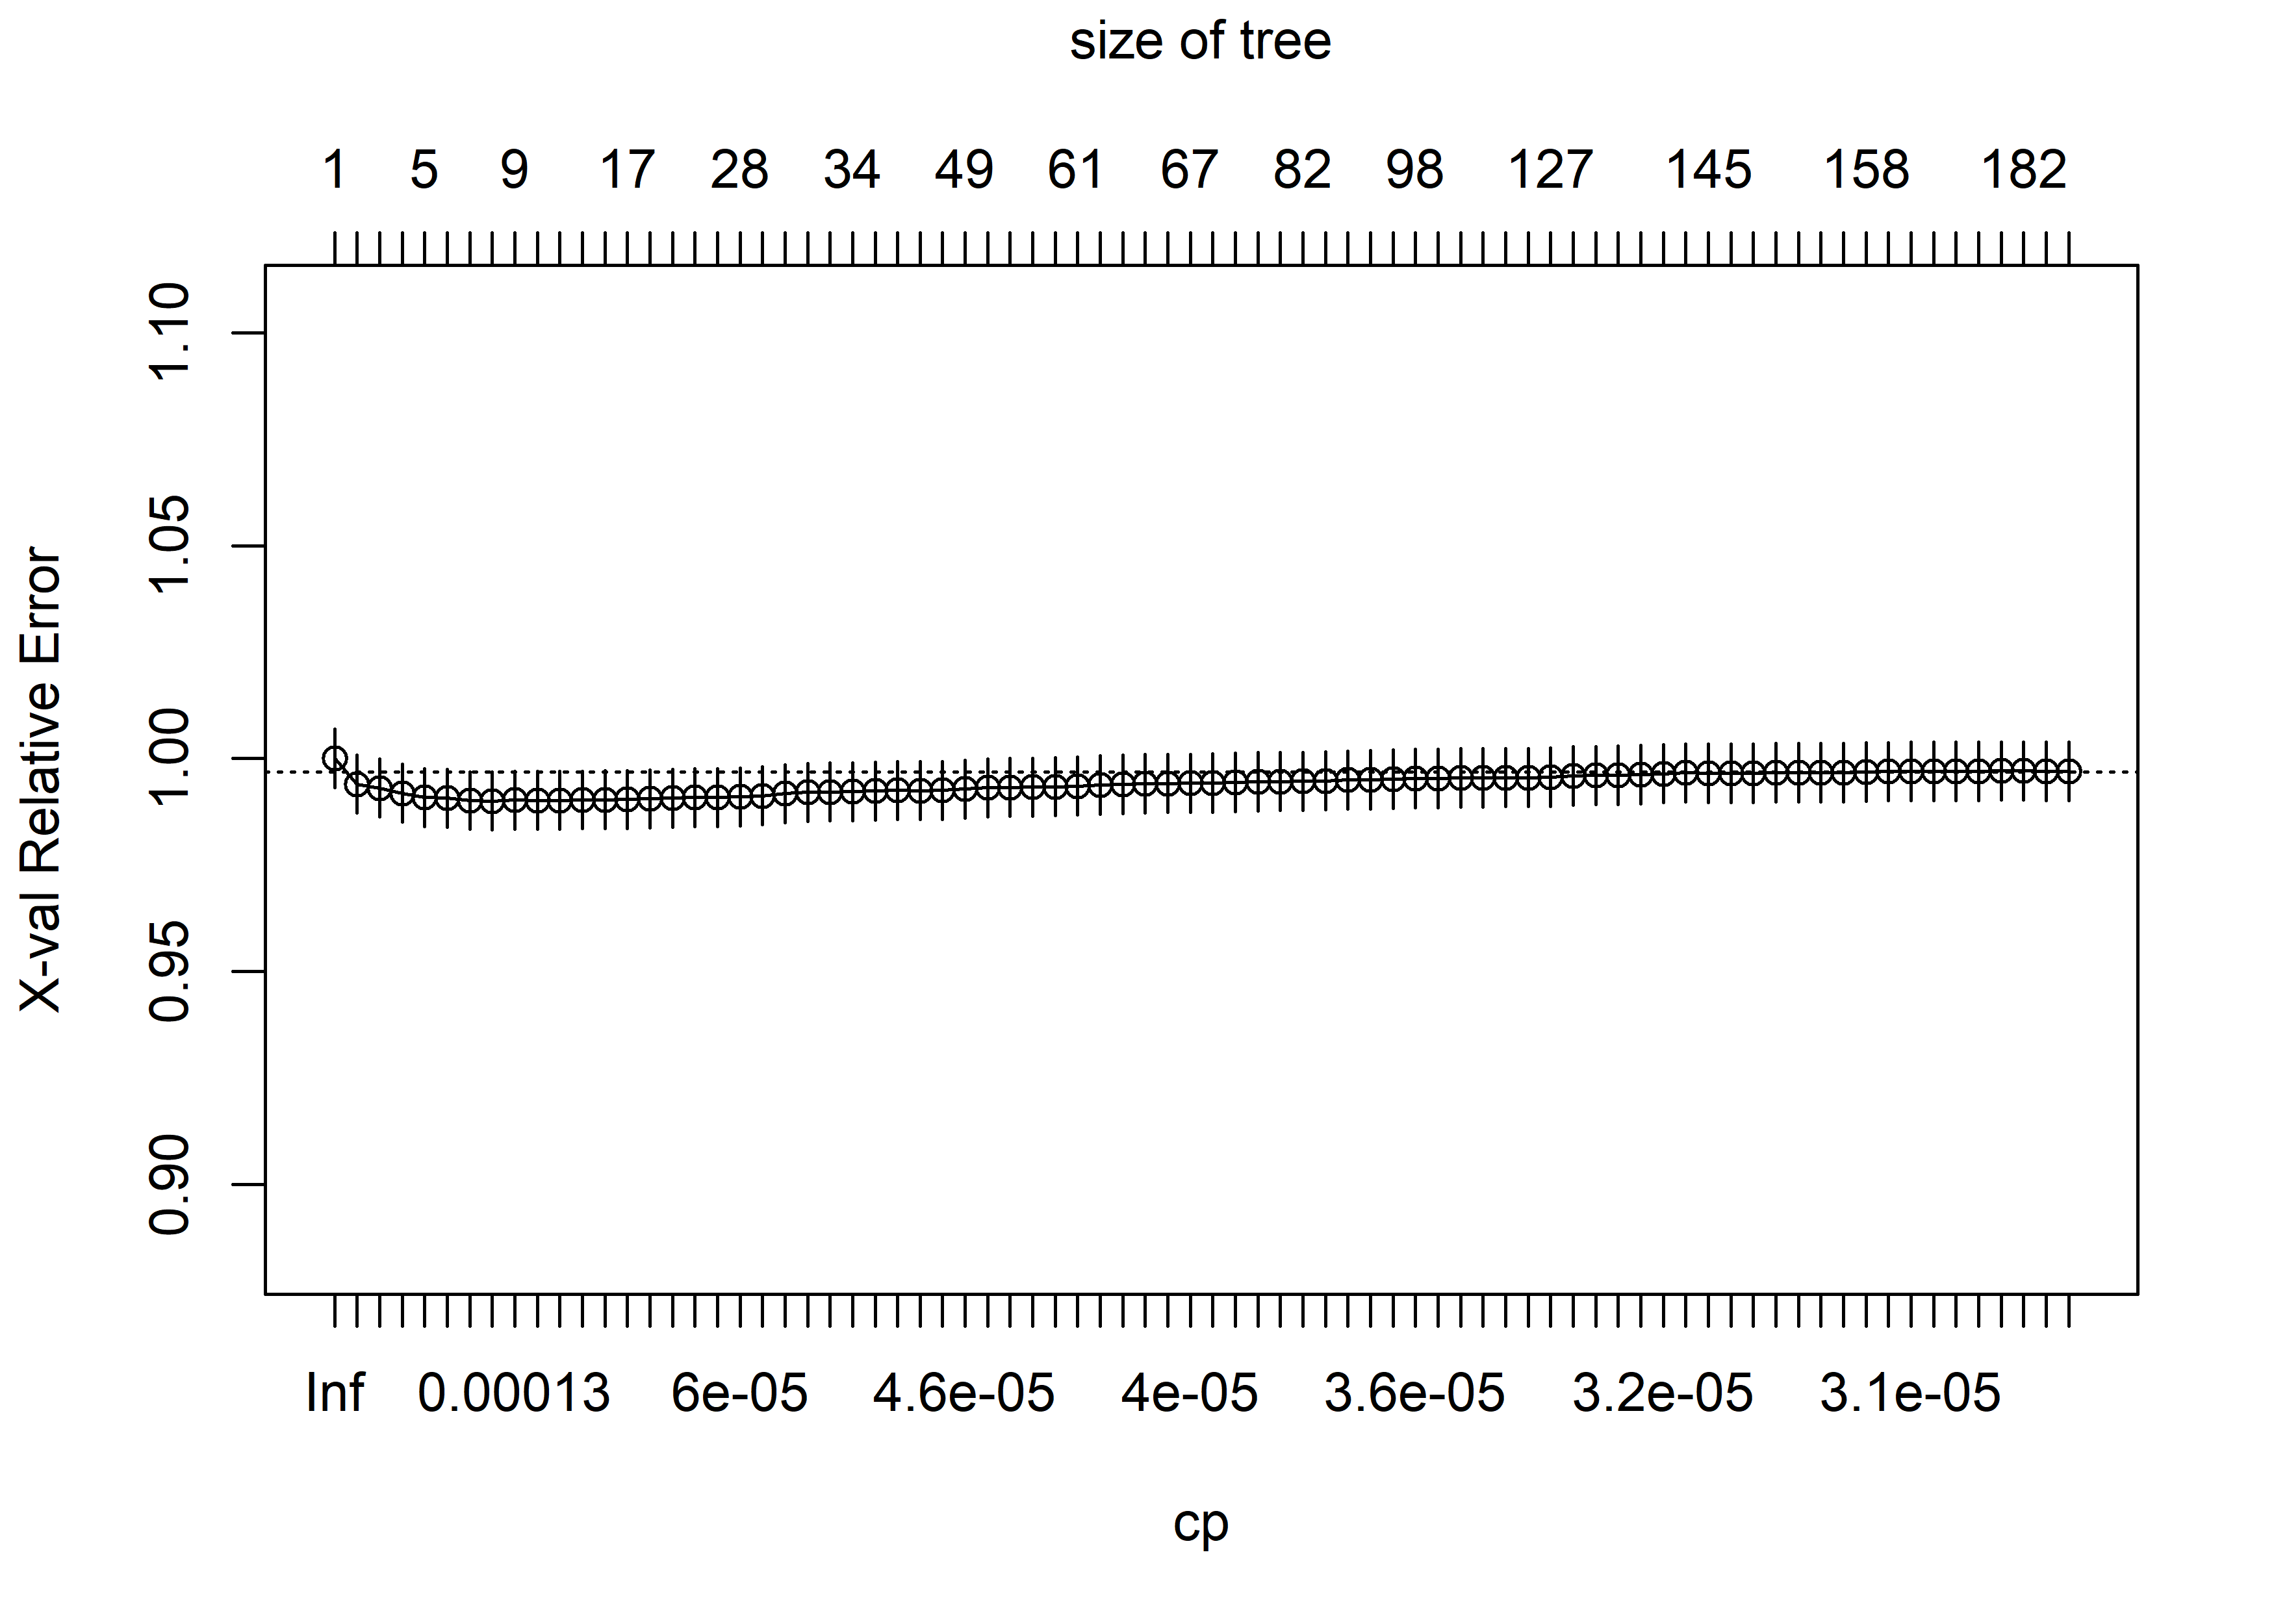 size of tree
1 5 9 17 28 34 49 61 67 82 98 127 145 158 182
1.10
1.05
1.00
0.95
0.90
X-val Relative Error
Inf 0.00013 6e-05 4.6e-05 4e-05 3.6e-05 3.2e-05 3.1e-05
cp